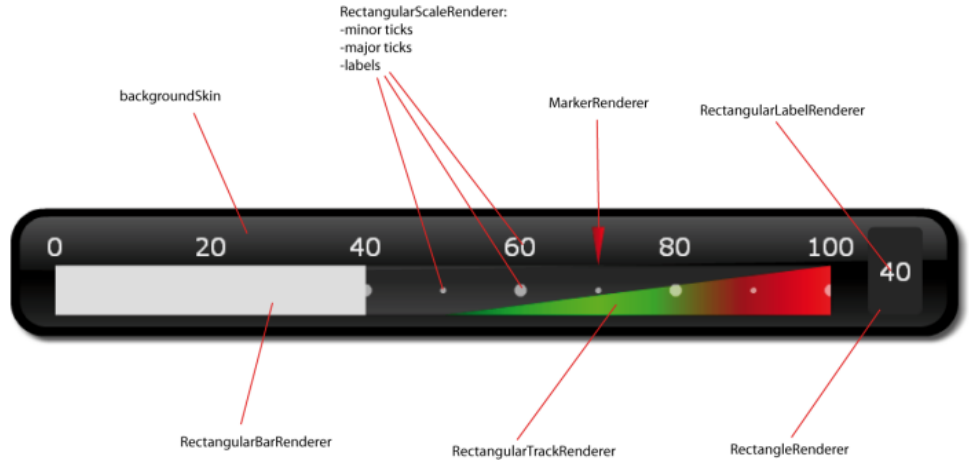 RectangularScaleRenderer:
-minor ticks
-major ticks
-labels
backgroundSkin
MarkerRenderer
RectangularLabelRenderer
0 20 40 60 80 100
40
RectangularBarRenderer
RectangularTrackRenderer
RectangleRenderer